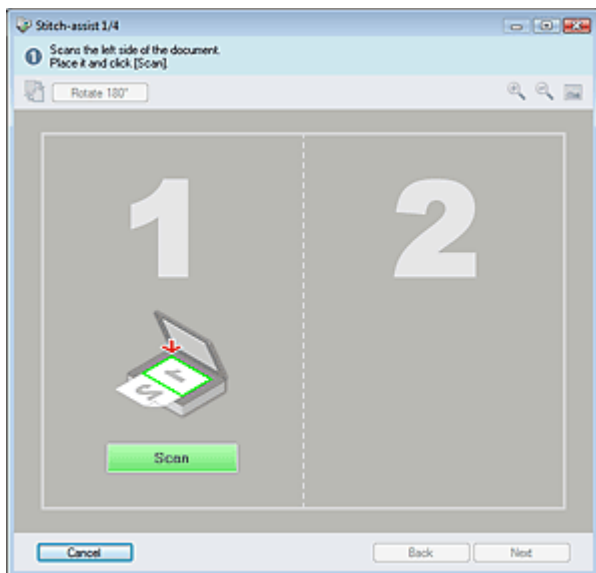 Stitch-assist 1/4
1 Scans the left side of the document.
Place it and click [Scan].
Rotate 180°
1 2
Scan
Cancel Back Next